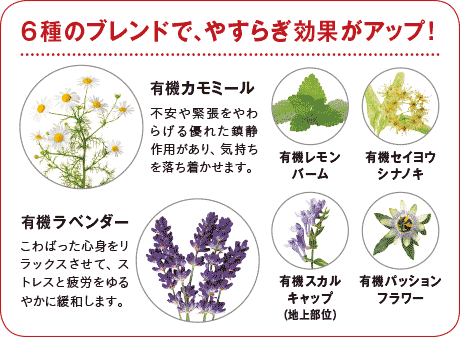 6種のブレンドで、やすらぎ効果がアップ！
有機カモミール
不安や緊張をやわ
らげる優れた鎮静
作用があり、気持ち
を落ち着かせます。
有機レモン
バーム
有機セイヨウ
シナノキ
有機ラベンダー
こわばった心身をリ
ラックスさせて、ス
トレスと疲労をゆる
やかに緩和します。
有機スカル
キャップ
(地上部位)
有機パッション
フラワー